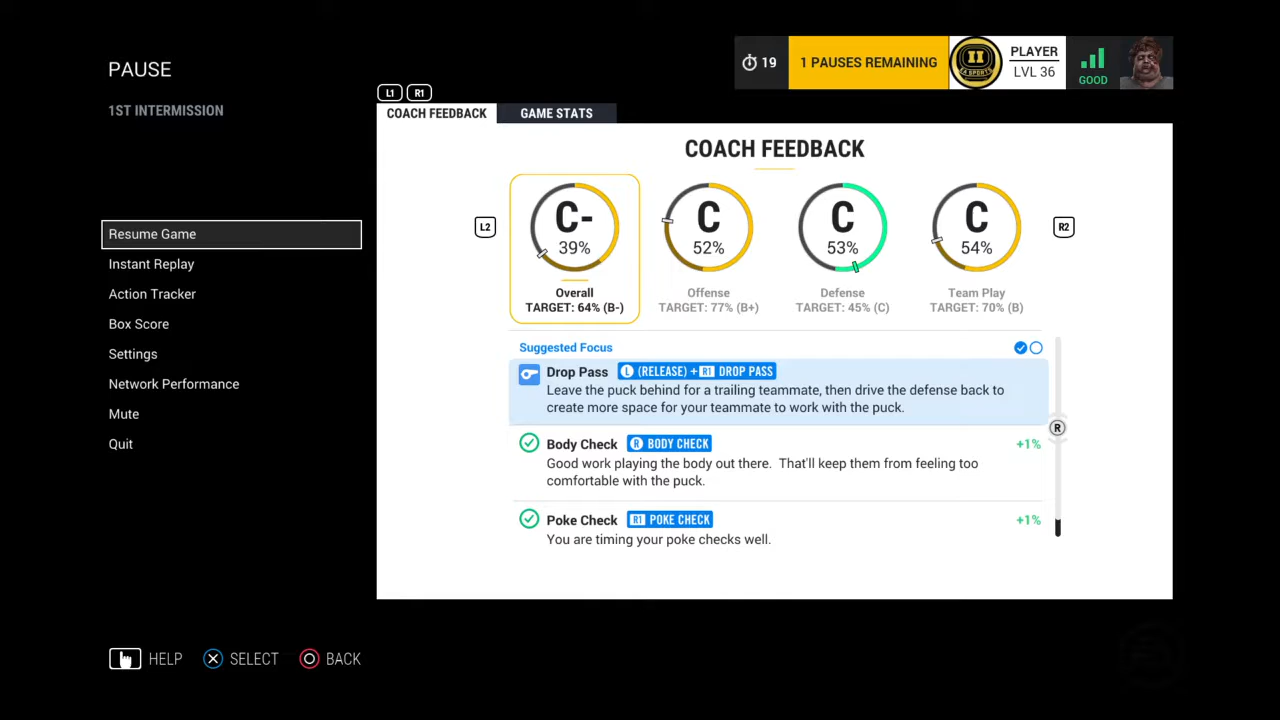 PAUSE
1ST INTERMISSION
19
1 PAUSES REMAINING
PLAYER
LVL 36
GOOD
L1 R1
COACH FEEDBACK GAME STATS
COACH FEEDBACK
L2
C-
39%
Overall
TARGET: 64% (B-)
C
52%
Offense
TARGET: 77% (B+)
C
53%
Defense
TARGET: 45% (C)
C
54%
Team Play
TARGET: 70% (B)
R2
Resume Game
Instant Replay
Action Tracker
Box Score
Settings
Network Performance
Mute
Quit
Suggested Focus
Drop Pass L (RELEASE) + R1 DROP PASS
Leave the puck behind for a trailing teammate, then drive the defense back to
create more space for your teammate to work with the puck.
R
Body Check R BODY CHECK +1%
Good work playing the body out there. That'll keep them from feeling too
comfortable with the puck.
Poke Check R1 POKE CHECK +1%
You are timing your poke checks well.
HELP SELECT BACK